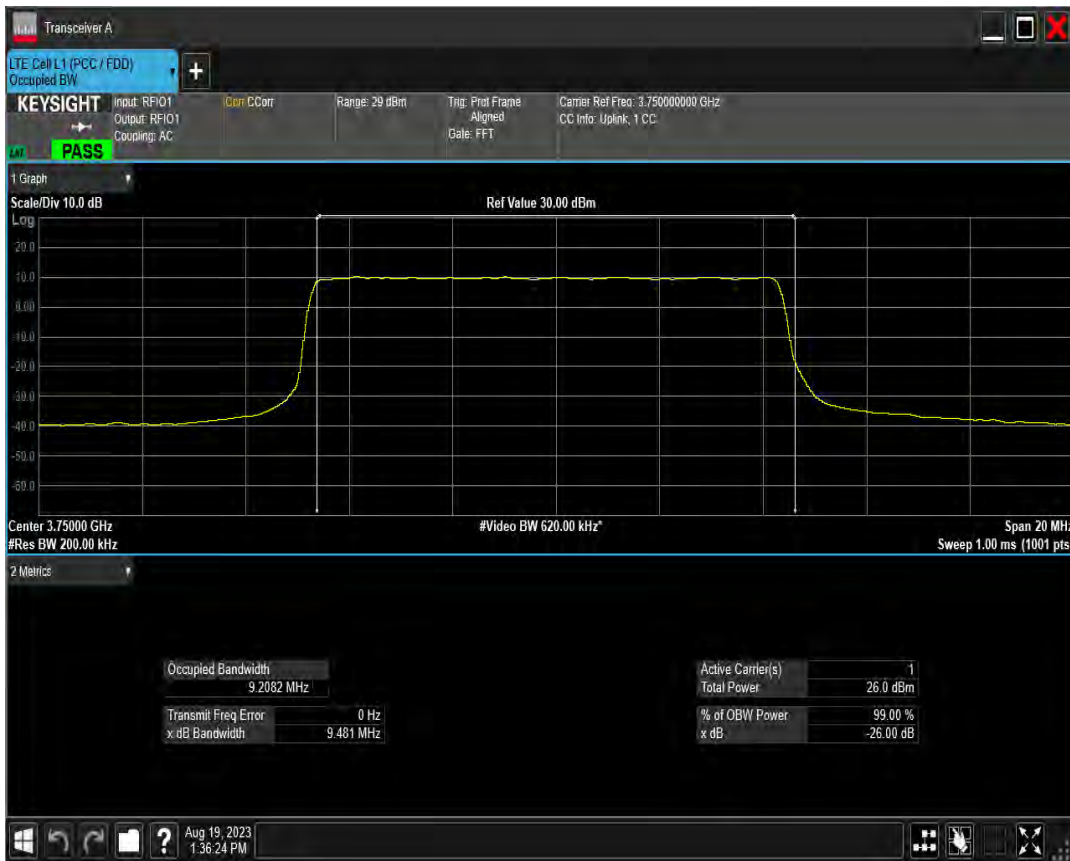 Transceiver A
LTE Cell L1 (PCC / FDD)
Occupied BW
+
KEYSIGHT
Input: RFIO1
Output: RFIO1
Coupling: AC
Corr CCorr
Range: 29 dBm
Trig: Prot Frame
Aligned
Gate: FFT
Carrier Ref Freq: 3.750000000 GHz
CC Info: Uplink, 1 CC
PASS
1 Graph
Scale/Div 10.0 dB
Ref Value 30.00 dBm
Log
20.0
10.0
0.00
-10.0
-20.0
-30.0
-40.0
-50.0
-60.0
Center 3.75000 GHz
#Video BW 620.00 kHz*
Span 20 MHz
#Res BW 200.00 kHz
Sweep 1.00 ms (1001 pts
2 Metrics
Occupied Bandwidth
9.2082 MHz
Transmit Freq Error 0 Hz
x dB Bandwidth 9.481 MHz
Active Carrier(s) 1
Total Power 26.0 dBm
% of OBW Power 99.00 %
x dB -26.00 dB
?
Aug 19, 2023
1:36:24 PM